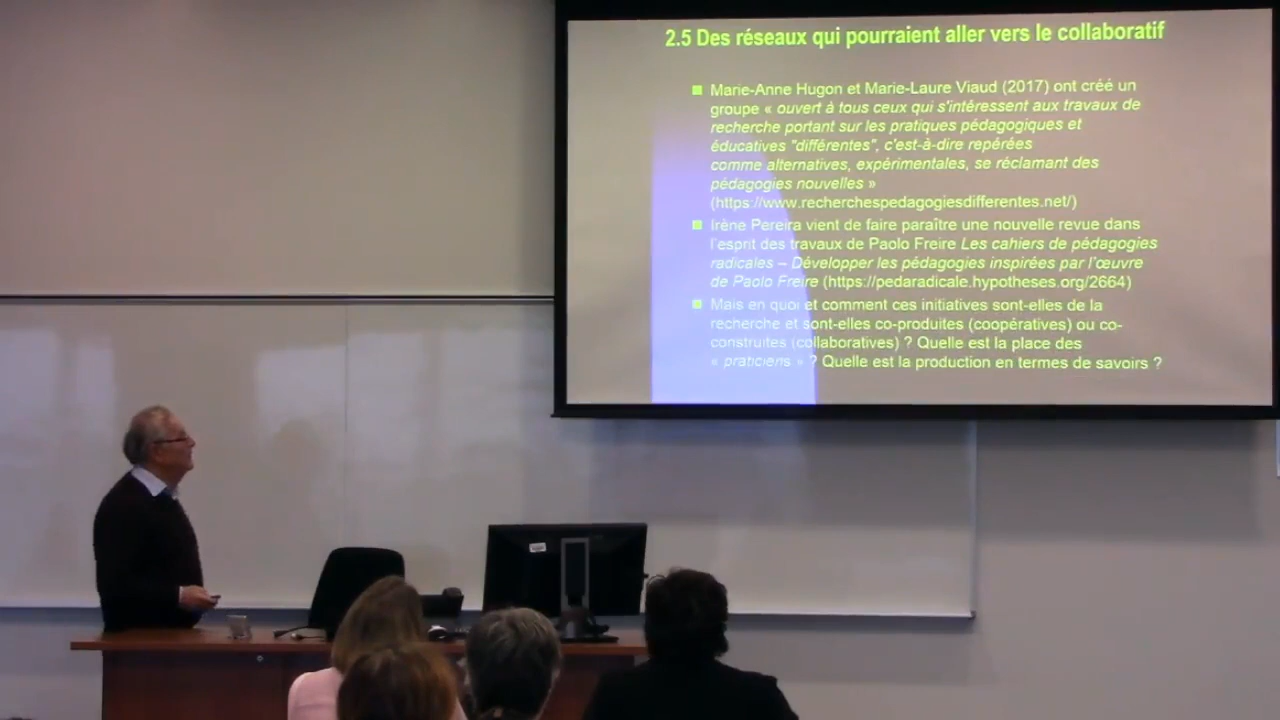 2.5 Des réseaux qui pourraient aller vers le collaboratif
Marie-Anne Hugon et Marie-Laure Viaud (2017) ont créé un
groupe « ouvert à tous ceux qui s'intéressent aux travaux de
recherche portant sur les pratiques pédagogiques et
éducatives "différentes", c'est-à-dire repérées
comme alternatives, expérimentales, se réclamant des
pédagogies nouvelles »
(https://www.recherchespedagogiesdifferentes.net/)
Irène Pereira vient de faire paraître une nouvelle revue dans
l'esprit des travaux de Paolo Freire Les cahiers de pédagogies
radicales – Développer les pédagogies inspirées par l'œuvre
de Paolo Freire (https://pedaradicale.hypotheses.org/2664)
Mais en quoi et comment ces initiatives sont-elles de la
recherche et sont-elles co-produites (coopératives) ou co-
construites (collaboratives) ? Quelle est la place des
« praticiens » ? Quelle est la production en termes de savoirs ?